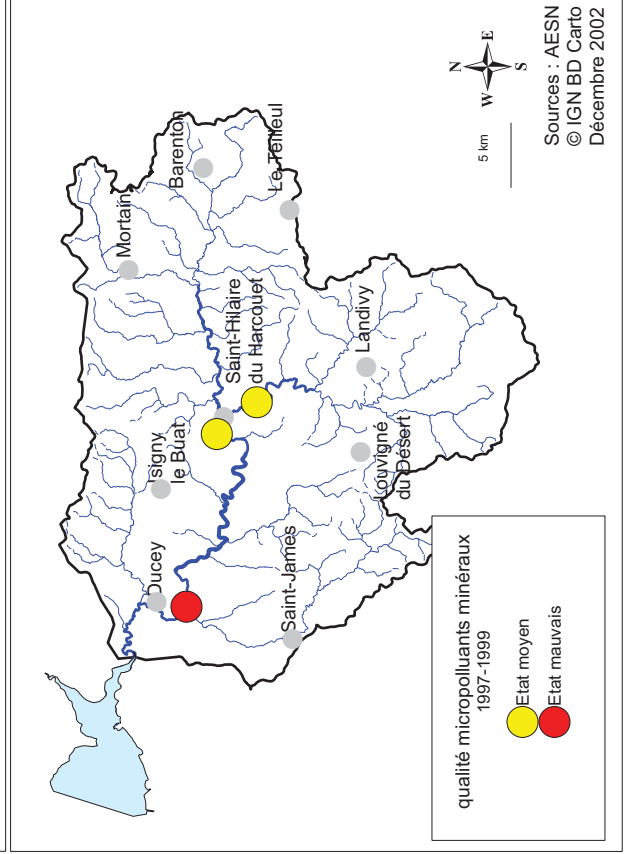 Mortain
Barenton
Le Teilleul
Saint-Hilaire
du Harcouet
Isigny
le Buat
Ducey
Saint-James
Louvigné
du Désert
Landivy
N
E
W
S
5 km
Sources : AESN
© IGN BD Carto
Décembre 2002
qualité micropolluants minéraux
1997-1999
Etat moyen
Etat mauvais